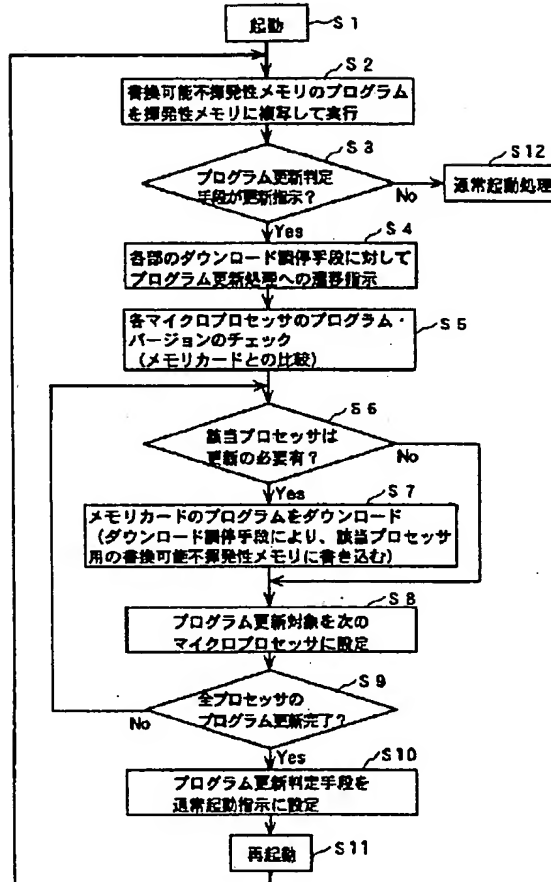 起動
S1
S2
書換可能不揮発性メモリのプログラム
を揮発性メモリに複写して実行
S3
プログラム更新判定
手段が更新指示？
No
S12
通常起動処理
Yes
S4
各部のダウンロード調停手段に対して
プログラム更新処理への遷移指示
S5
各マイクロプロセッサのプログラム・
バージョンのチェック
（メモリカードとの比較）
S6
該当プロセッサは
更新の必要有？
No
Yes
S7
メモリカードのプログラムをダウンロード
（ダウンロード調停手段により、該当プロセッサ
用の書換可能不揮発性メモリに書き込む）
S8
プログラム更新対象を次の
マイクロプロセッサに設定
S9
全プロセッサの
プログラム更新完了？
No
Yes
S10
プログラム更新判定手段を
通常起動指示に設定
S11
再起動